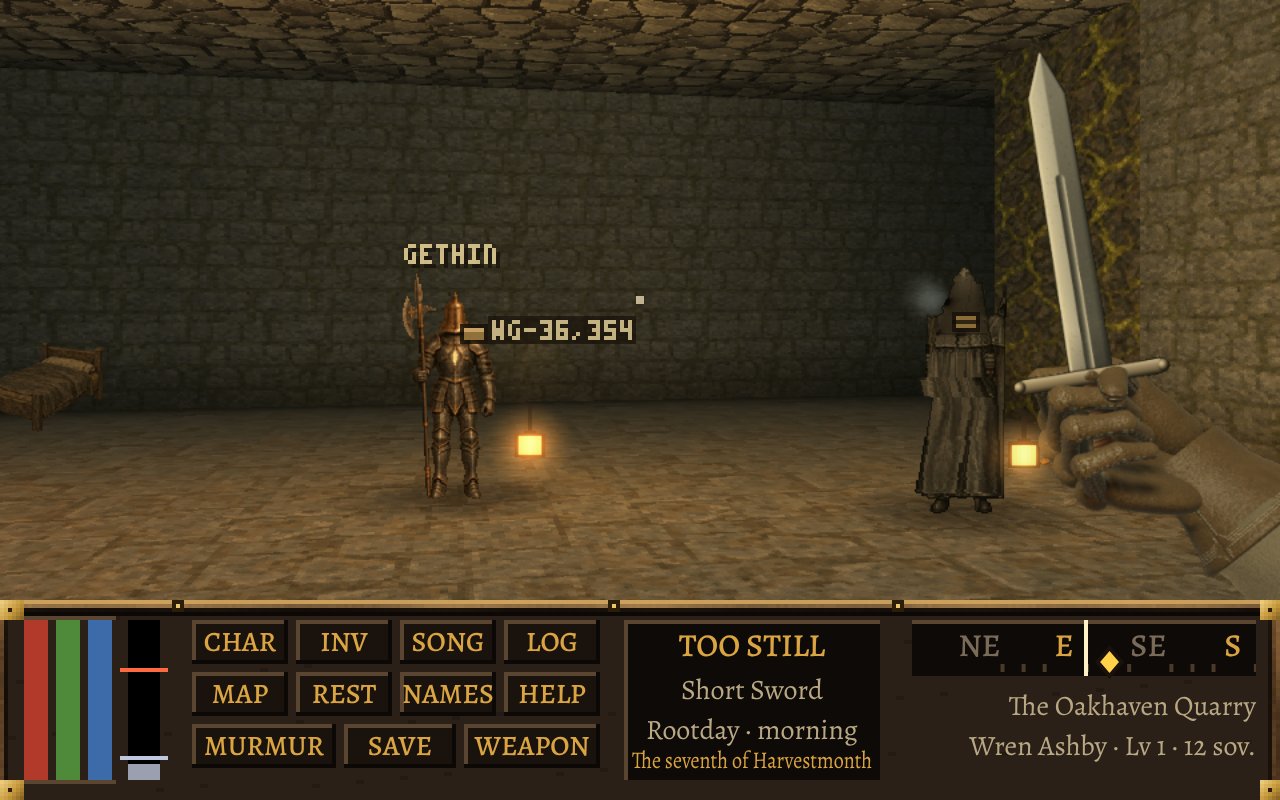 GETHIN
WG-36.354
CHAR INV SONG LOG
MAP REST NAMES HELP
MURMUR SAVE WEAPON
TOO STILL
Short Sword
Rootday · morning
The seventh of Harvestmonth
NE E SE S
The Oakhaven Quarry
Wren Ashby · Lv 1 · 12 sov.